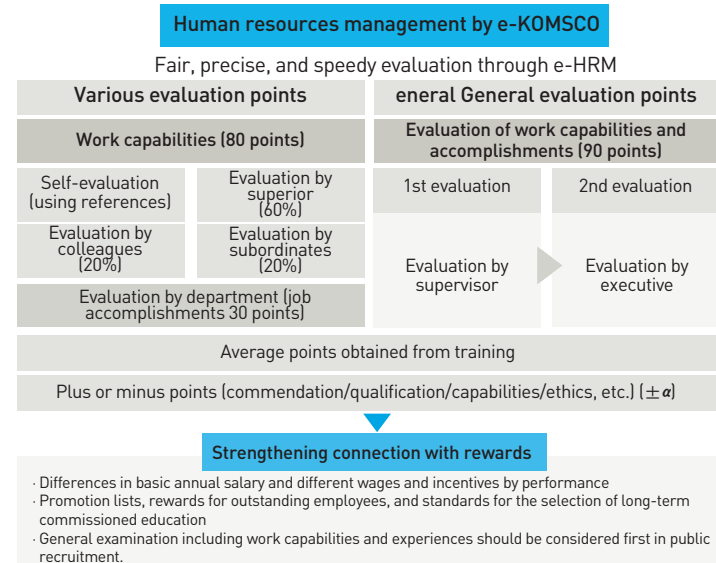 Human resources management by e-KOMSCO
Fair, precise, and speedy evaluation through e-HRM
Various evaluation points
eneral General evaluation points
Work capabilities (80 points)
Evaluation of work capabilities and
accomplishments (90 points)
Self-evaluation
(using references)
Evaluation by
superior
(60%)
1st evaluation
2nd evaluation
Evaluation by
colleagues
(20%)
Evaluation by
subordinates
(20%)
Evaluation by
supervisor
Evaluation by
executive
Evaluation by department (job
accomplishments 30 points)
Average points obtained from training
Plus or minus points (commendation/qualification/capabilities/ethics, etc.) (±α)
Strengthening connection with rewards
· Differences in basic annual salary and different wages and incentives by performance
· Promotion lists, rewards for outstanding employees, and standards for the selection of long-term
commissioned education
· General examination including work capabilities and experiences should be considered first in public
recruitment.